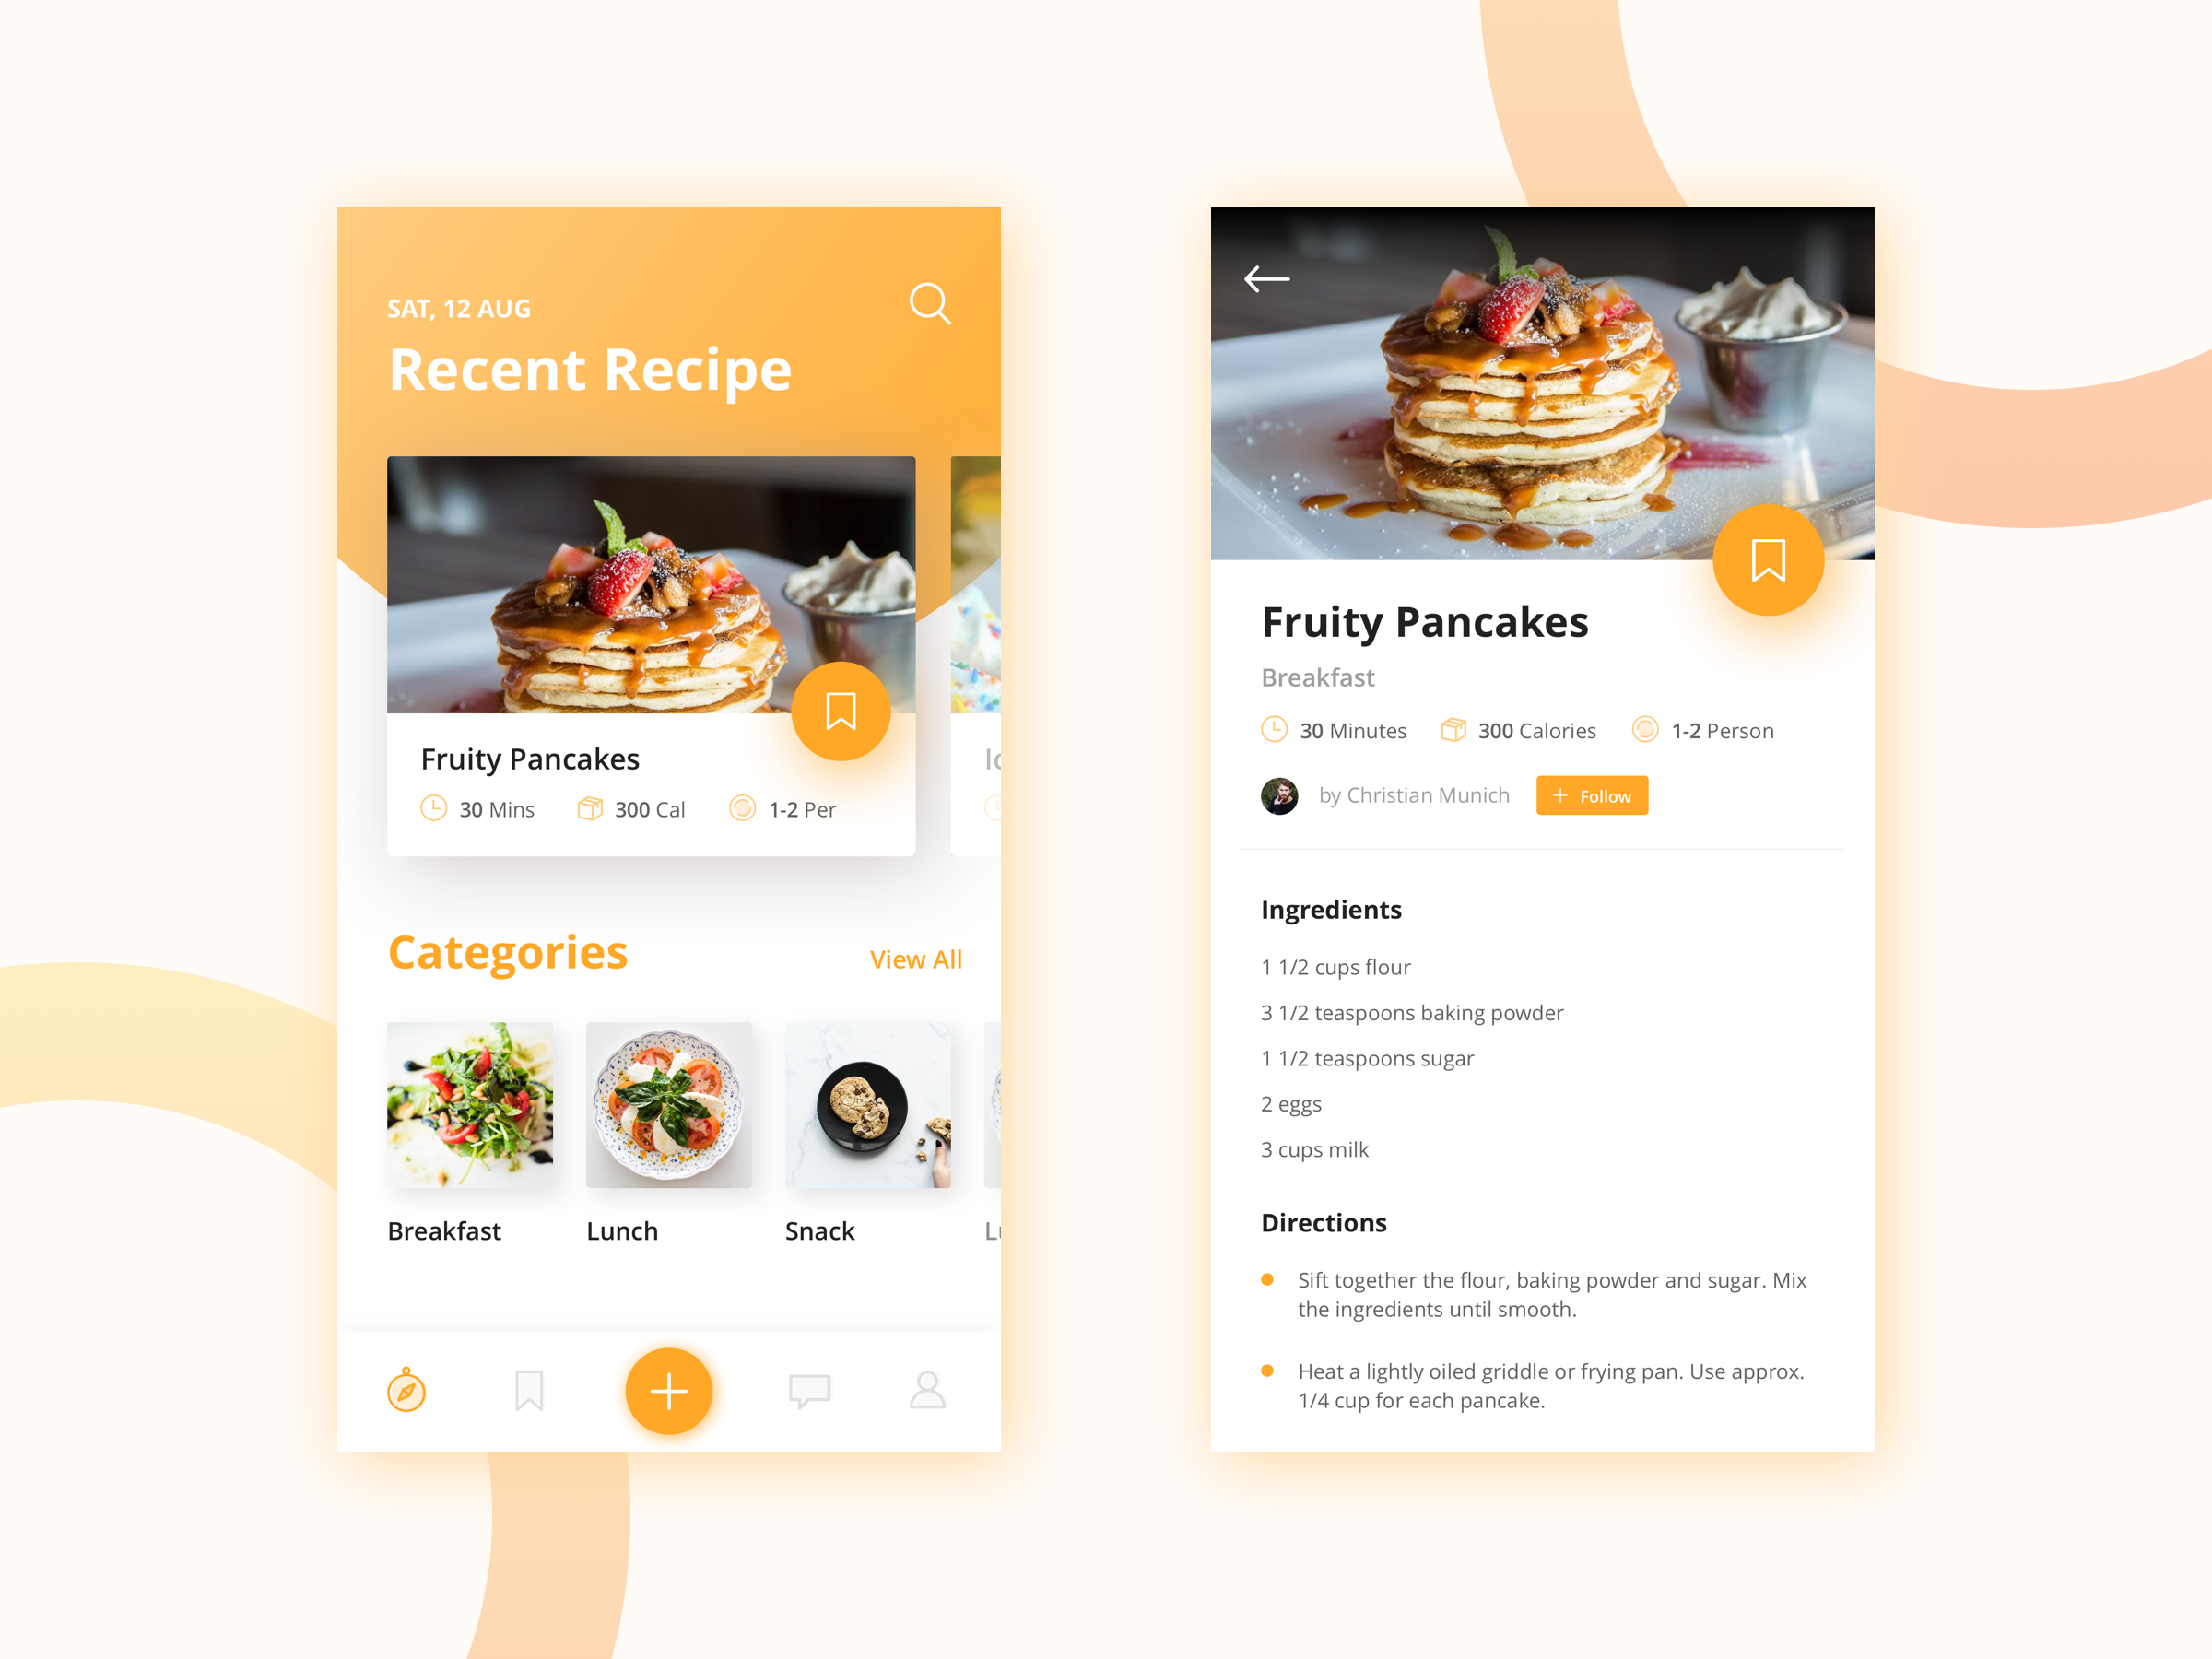 SAT, 12 AUG
Recent Recipe
Fruity Pancakes
30 Mins
300 Cal
1-2 Per
Categories
View All
Breakfast
Lunch
Snack
Fruity Pancakes
Breakfast
30 Minutes
300 Calories
1-2 Person
by Christian Munich
Follow
Ingredients
1 1/2 cups flour
3 1/2 teaspoons baking powder
1 1/2 teaspoons sugar
2 eggs
3 cups milk
Directions
Sift together the flour, baking powder and sugar. Mix
the ingredients until smooth.
Heat a lightly oiled griddle or frying pan. Use approx.
1/4 cup for each pancake.